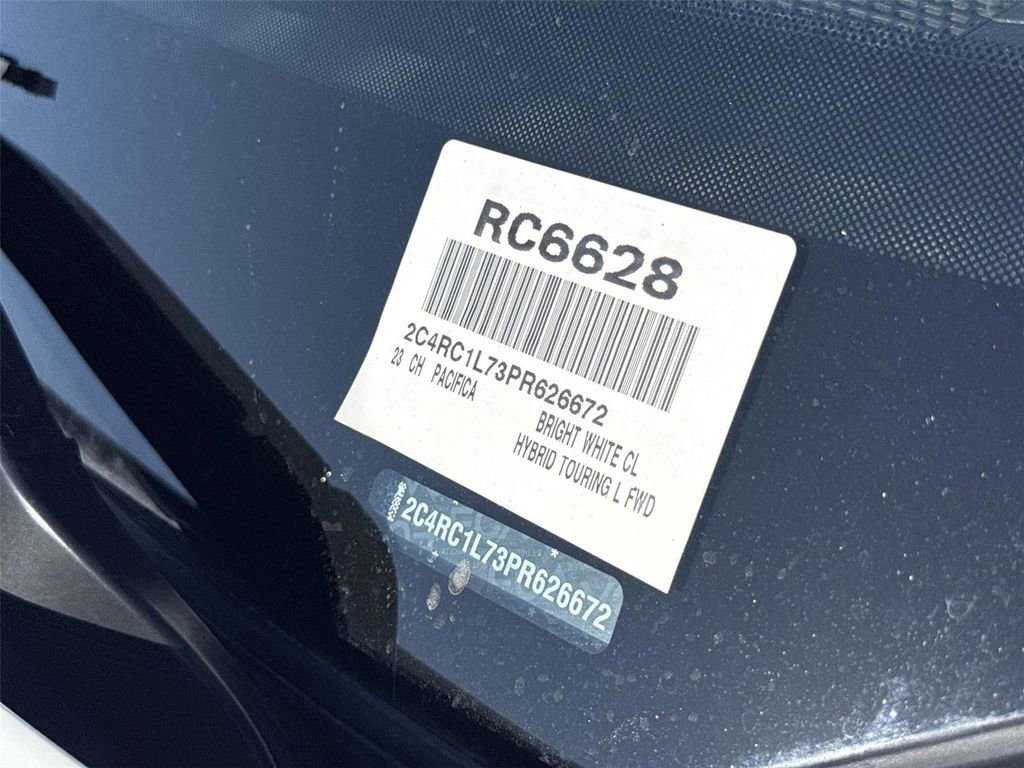 RC6628
2C4RC1L73PR626672
23 CH PACIFICA
BRIGHT WHITE CL
HYBRID TOURING L FWD
2C4RC1L73PR626672